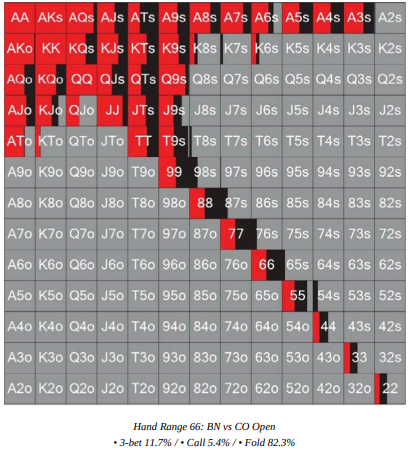 AA AKs AQs AJs ATs A9s A8s A7s A6s A5s A4s A3s A2s
AKo KK KQs KJs KTs K9s K8s K7s K6s K5s K4s K3s K2s
AQo KQo QQ QJs QTs Q9s Q8s Q7s Q6s Q5s Q4s Q3s Q2s
AJo KJo QJo JJ JTs J9s J8s J7s J6s J5s J4s J3s J2s
ATo KTo QTo JTo TT T9s T8s T7s T6s T5s T4s T3s T2s
A9o K9o Q9o J9o T9o 99 98s 97s 96s 95s 94s 93s 92s
A8o K8o Q8o J8o T8o 98o 88 87s 86s 85s 84s 83s 82s
A7o K7o Q7o J7o T7o 97o 87o 77 76s 75s 74s 73s 72s
A6o K6o Q6o J6o T6o 96o 86o 76o 66 65s 64s 63s 62s
A5o K5o Q5o J5o T5o 95o 85o 75o 65o 55 54s 53s 52s
A4o K4o Q4o J4o T4o 94o 84o 74o 64o 54o 44 43s 42s
A3o K3o Q3o J3o T3o 93o 83o 73o 63o 53o 43o 33 32s
A2o K2o Q2o J2o T2o 92o 82o 72o 62o 52o 42o 32o 22
Hand Range 66: BN vs CO Open
• 3-bet 11.7% / • Call 5.4% / • Fold 82.3%